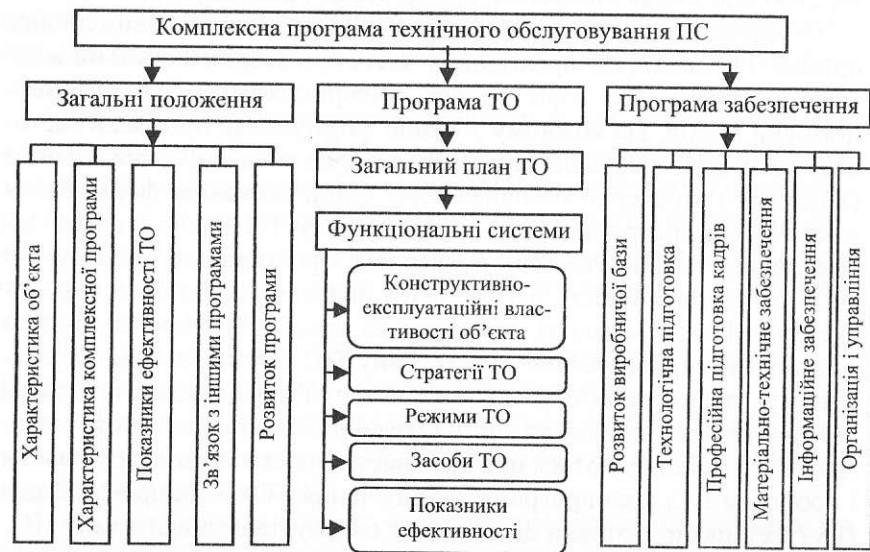 Комплексна програма технічного обслуговування ПС
Загальні положення
Програма ТО
Програма забезпечення
Загальний план ТО
Функціональні системи
Характеристика об’єкта
Характеристика комплексної програми
Показники ефективності ТО
Зв’язок з іншими програмами
Розвиток програми
Конструктивно-
експлуатаційні влас-
тивості об’єкта
Стратегії ТО
Режими ТО
Засоби ТО
Показники
ефективності
Розвиток виробничої бази
Технологічна підготовка
Професійна підготовка кадрів
Матеріально-технічне забезпечення
Інформаційне забезпечення
Організація і управління